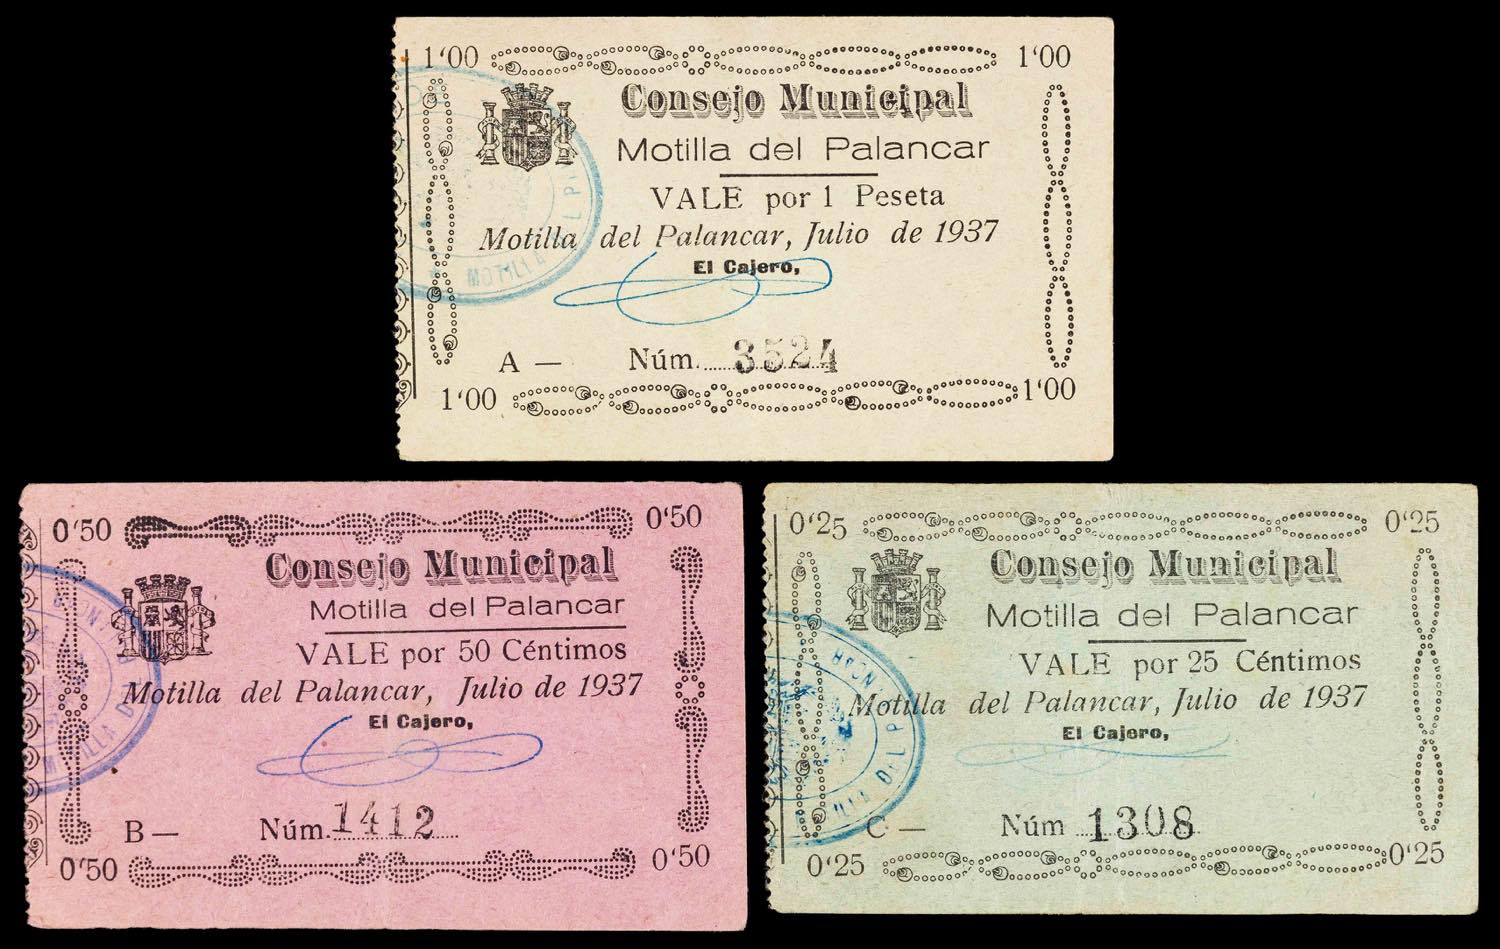 1'00 1'00
Consejo Municipal
Motilla del Palancar
VALE por 1 Peseta
Motilla del Palancar, Julio de 1937
El Cajero,
A — Núm. 3524
1'00 1'00
MOTILLA DEL P
0'50 0'50
Consejo Municipal
Motilla del Palancar
VALE por 50 Céntimos
Motilla del Palancar, Julio de 1937
El Cajero,
B — Núm. 1412
0'50 0'50
0'25 0'25
Consejo Municipal
Motilla del Palancar
VALE por 25 Céntimos
Motilla del Palancar, Julio de 1937
El Cajero,
C — Núm 1308
0'25 0'25